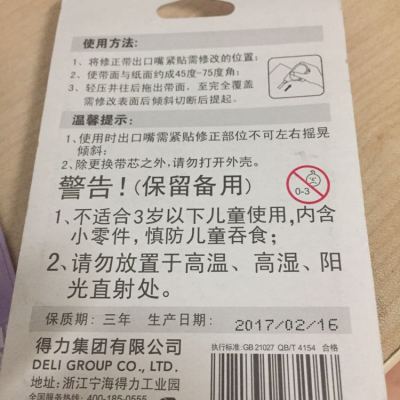 使用方法:
1、将修正带出口嘴紧贴需修改的位置;
2、使带面与纸面约成45度-75度角;
3、轻压并往后拖出带面,至完全覆盖
需修改表面后倾斜切断后提起。
温馨提示:
1、使用时出口嘴需紧贴修正部位不可左右摇晃
倾斜;
2、除更换带芯之外,请勿打开外壳。
警告!(保留备用)
0-3
1、不适合3岁以下儿童使用,内含
小零件,慎防儿童吞食;
2、请勿放置于高温、高湿、阳
光直射处。
保质期:三年 生产日期: 2017/02/16
得力集团有限公司
DELI GROUP CO., LTD.
地址:浙江宁海得力工业园
全国服务热线:400-185-0555
执行标准:GB 21027 QB/T 4154 合格